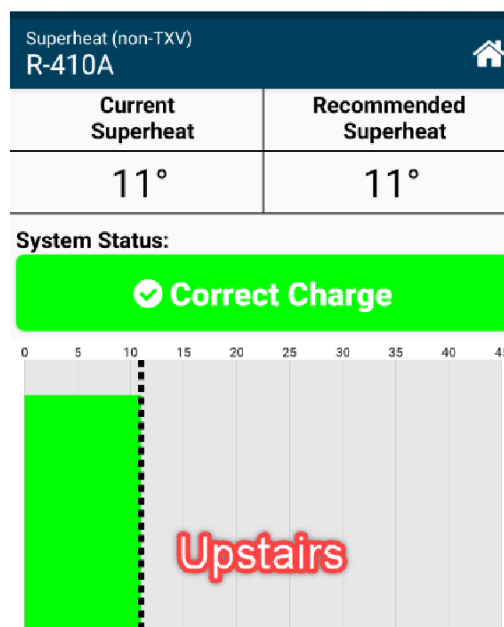 Superheat (non-TXV)
R-410A
Current
Superheat
Recommended
Superheat
11°
11°
System Status:
Correct Charge
0 5 10 15 20 25 30 35 40 45
Upstairs